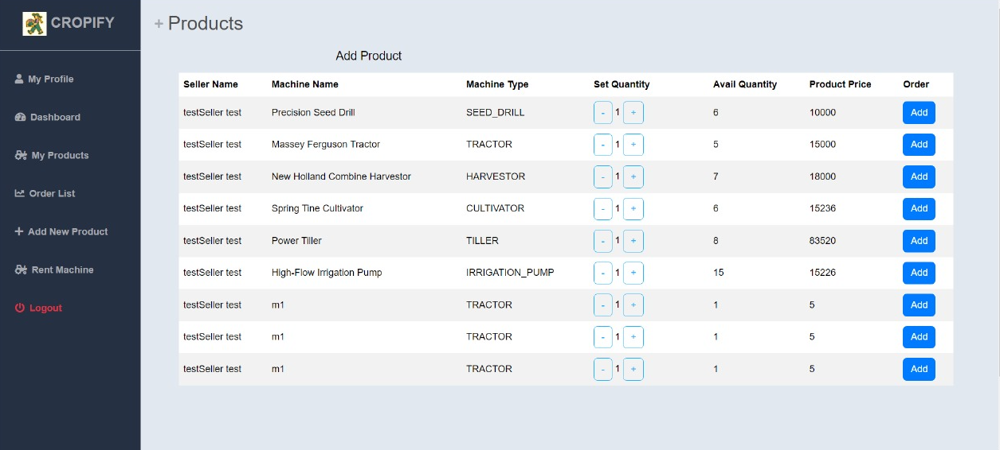 CROPIFY
My Profile
Dashboard
My Products
Order List
+ Add New Product
Rent Machine
Logout
+ Products
Add Product
Seller Name Machine Name Machine Type Set Quantity Avail Quantity Product Price Order
testSeller test Precision Seed Drill SEED_DRILL - 1 + 6 10000 Add
testSeller test Massey Ferguson Tractor TRACTOR - 1 + 5 15000 Add
testSeller test New Holland Combine Harvestor HARVESTOR - 1 + 7 18000 Add
testSeller test Spring Tine Cultivator CULTIVATOR - 1 + 6 15236 Add
testSeller test Power Tiller TILLER - 1 + 8 83520 Add
testSeller test High-Flow Irrigation Pump IRRIGATION_PUMP - 1 + 15 15226 Add
testSeller test m1 TRACTOR - 1 + 1 5 Add
testSeller test m1 TRACTOR - 1 + 1 5 Add
testSeller test m1 TRACTOR - 1 + 1 5 Add